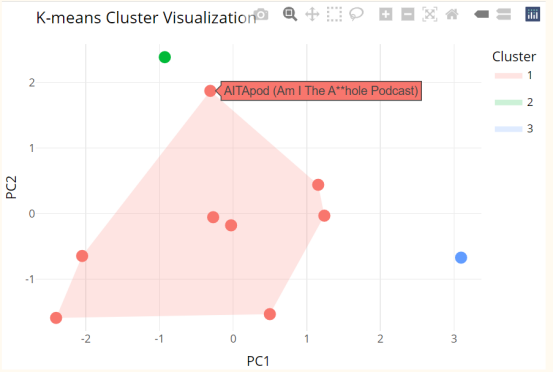 K-means Cluster Visualization
Cluster
1
2
3
AITApod (Am I The A**hole Podcast)
PC2
2
1
0
-1
-2
-1
0
1
2
3
PC1